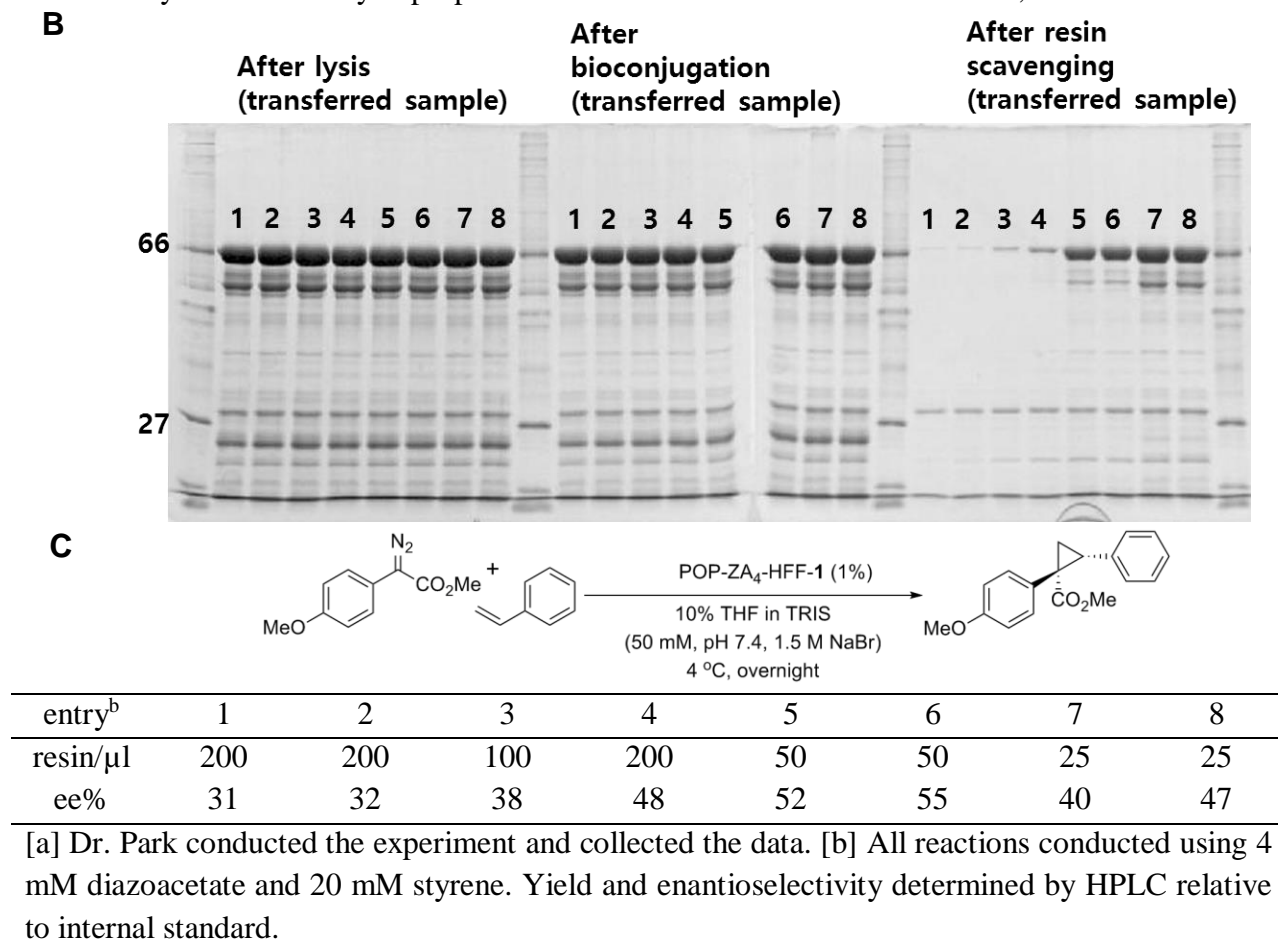 B
After lysis
(transferred sample)
After
bioconjugation
(transferred sample)
After resin
scavenging
(transferred sample)
1 2 3 4 5 6 7 8 1 2 3 4 5 6 7 8 1 2 3 4 5 6 7 8
66
27
C
N2
+
CO2Me
MeO
POP-ZA4-HFF-1 (1%)
10% THF in TRIS
(50 mM, pH 7.4, 1.5 M NaBr)
4 ºC, overnight
CO2Me
MeO
entryb 1 2 3 4 5 6 7 8
resin/µl 200 200 100 200 50 50 25 25
ee% 31 32 38 48 52 55 40 47
[a] Dr. Park conducted the experiment and collected the data. [b] All reactions conducted using 4
mM diazoacetate and 20 mM styrene. Yield and enantioselectivity determined by HPLC relative
to internal standard.